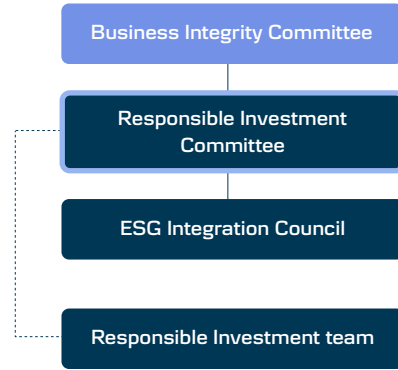 Business Integrity Committee
Responsible Investment
Committee
ESG Integration Council
Responsible Investment team